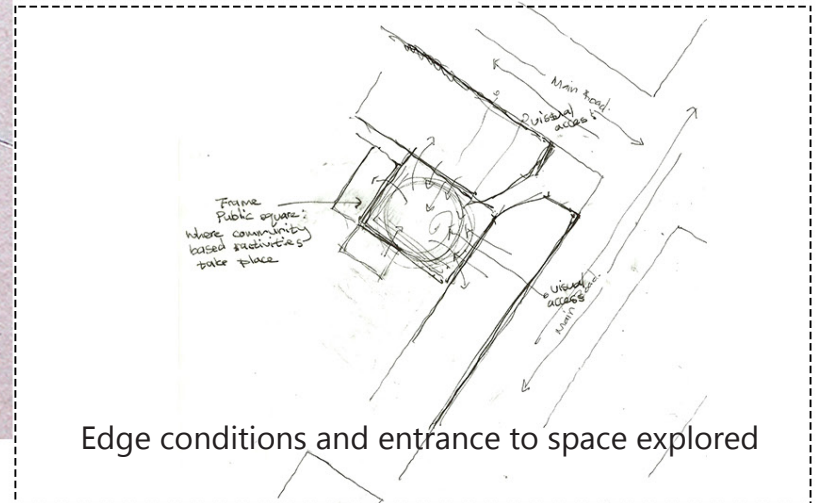 Main Road.
visual
access!
Frame
Public square:
where community
based activities
take place
visual
access
Main Road.
Edge conditions and entrance to space explored